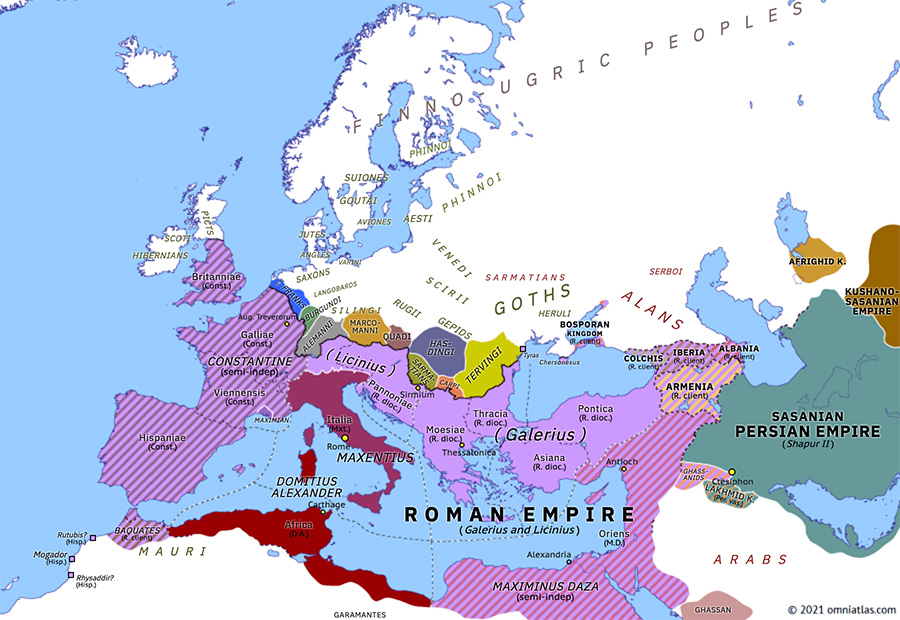 FINNO-UGRIC PEOPLES
PHINNOI
SUIONES
GOUTAI
PHINNOI
AVIONES
AESTI
PICTS
SCOTI
HIBERNIANS
JUTES
ANGLES
VARINI
SAXONS
LANGOBARDS
VENEDI
SCIRII
SARMATIANS
SERBOI
AFRIGHID K.
KUSHANO-
SASANIAN
EMPIRE
Britanniae
(Const.)
FRANKS
BURGUNDI
SILINGI
RUGII
GEPIDS
GOTHS
HERULI
ALANS
Aug. Treverorum
ALEMANNI
MARCO-
MANNI
QUADI
HAS-
DINGI
TERVINGI
BOSPORAN
KINGDOM
(R. client)
Tyras
Chersonesus
Galliae
(Const.)
CONSTANTINE
(semi-indep)
(Licinius)
SARMA-
TIANS
CARPI
COLCHIS
(R. client)
IBERIA
(R. client)
ALBANIA
(R. client)
ARMENIA
(R. client)
Viennensis
(Const.)
Pannoniae
(R. dioc.)
Sirmium
MAXIMIAN
Italia
(Mxt.)
Rome
MAXENTIUS
Moesiae
(R. dioc.)
Thracia
(R. dioc.)
Pontica
(R. dioc.)
(Galerius)
Thessalonica
Asiana
(R. dioc.)
Antioch
SASANIAN
PERSIAN EMPIRE
(Shapur II)
Hispaniae
(Const.)
DOMITIUS
ALEXANDER
Carthage
GHASS-
ANIDS
Ctesiphon
LAKHMID K.
(Per. vas.)
ROMAN EMPIRE
(Galerius and Licinius)
Africa
(D.A.)
BAQUATES
(R. client)
Rutubis?
(Hisp.)
MAURI
Mogador
(Hisp.)
Rhysaddir?
(Hisp.)
Oriens
(M.D.)
Alexandria
ARABS
MAXIMINUS DAZA
(semi-indep)
GARAMANTES
GHASSAN
© 2021 omniatlas.com